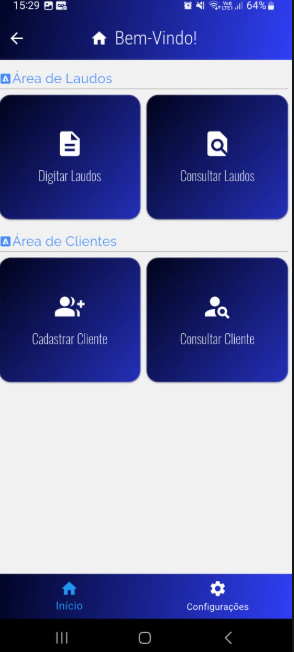 15:29 64%
Bem-Vindo!
Área de Laudos
Digitar Laudos Consultar Laudos
Área de Clientes
Cadastrar Cliente Consultar Cliente
Início Configurações